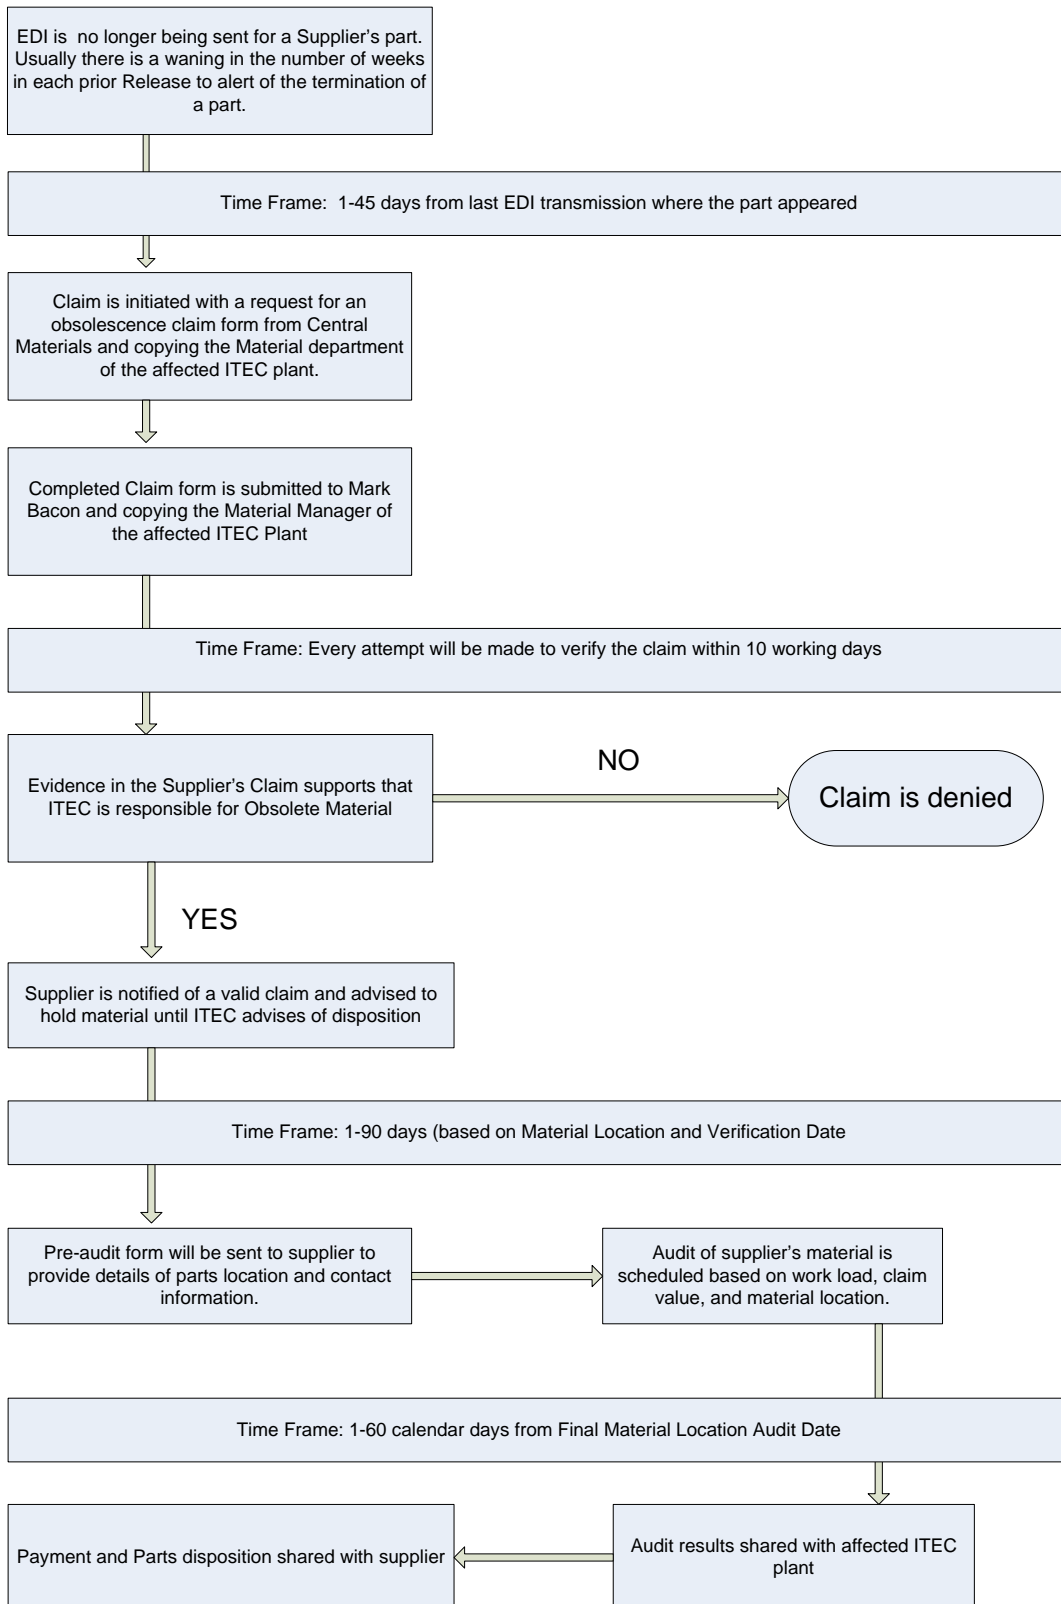 EDI is  no longer being sent for a Supplier's part.
Usually there is a waning in the number of weeks
in each prior Release to alert of the termination of
a part.
Time Frame:  1-45 days from last EDI transmission where the part appeared
Claim is initiated with a request for an
obsolescence claim form from Central
Materials and copying the Material department
of the affected ITEC plant.
Completed Claim form is submitted to Mark
Bacon and copying the Material Manager of
the affected ITEC Plant
Time Frame: Every attempt will be made to verify the claim within 10 working days
Evidence in the Supplier's Claim supports that
ITEC is responsible for Obsolete Material
NO
Claim is denied
YES
Supplier is notified of a valid claim and advised to
hold material until ITEC advises of disposition
Time Frame: 1-90 days (based on Material Location and Verification Date
Pre-audit form will be sent to supplier to
provide details of parts location and contact
information.
Audit of supplier's material is
scheduled based on work load, claim
value, and material location.
Time Frame: 1-60 calendar days from Final Material Location Audit Date
Audit results shared with affected ITEC
plant
Payment and Parts disposition shared with supplier